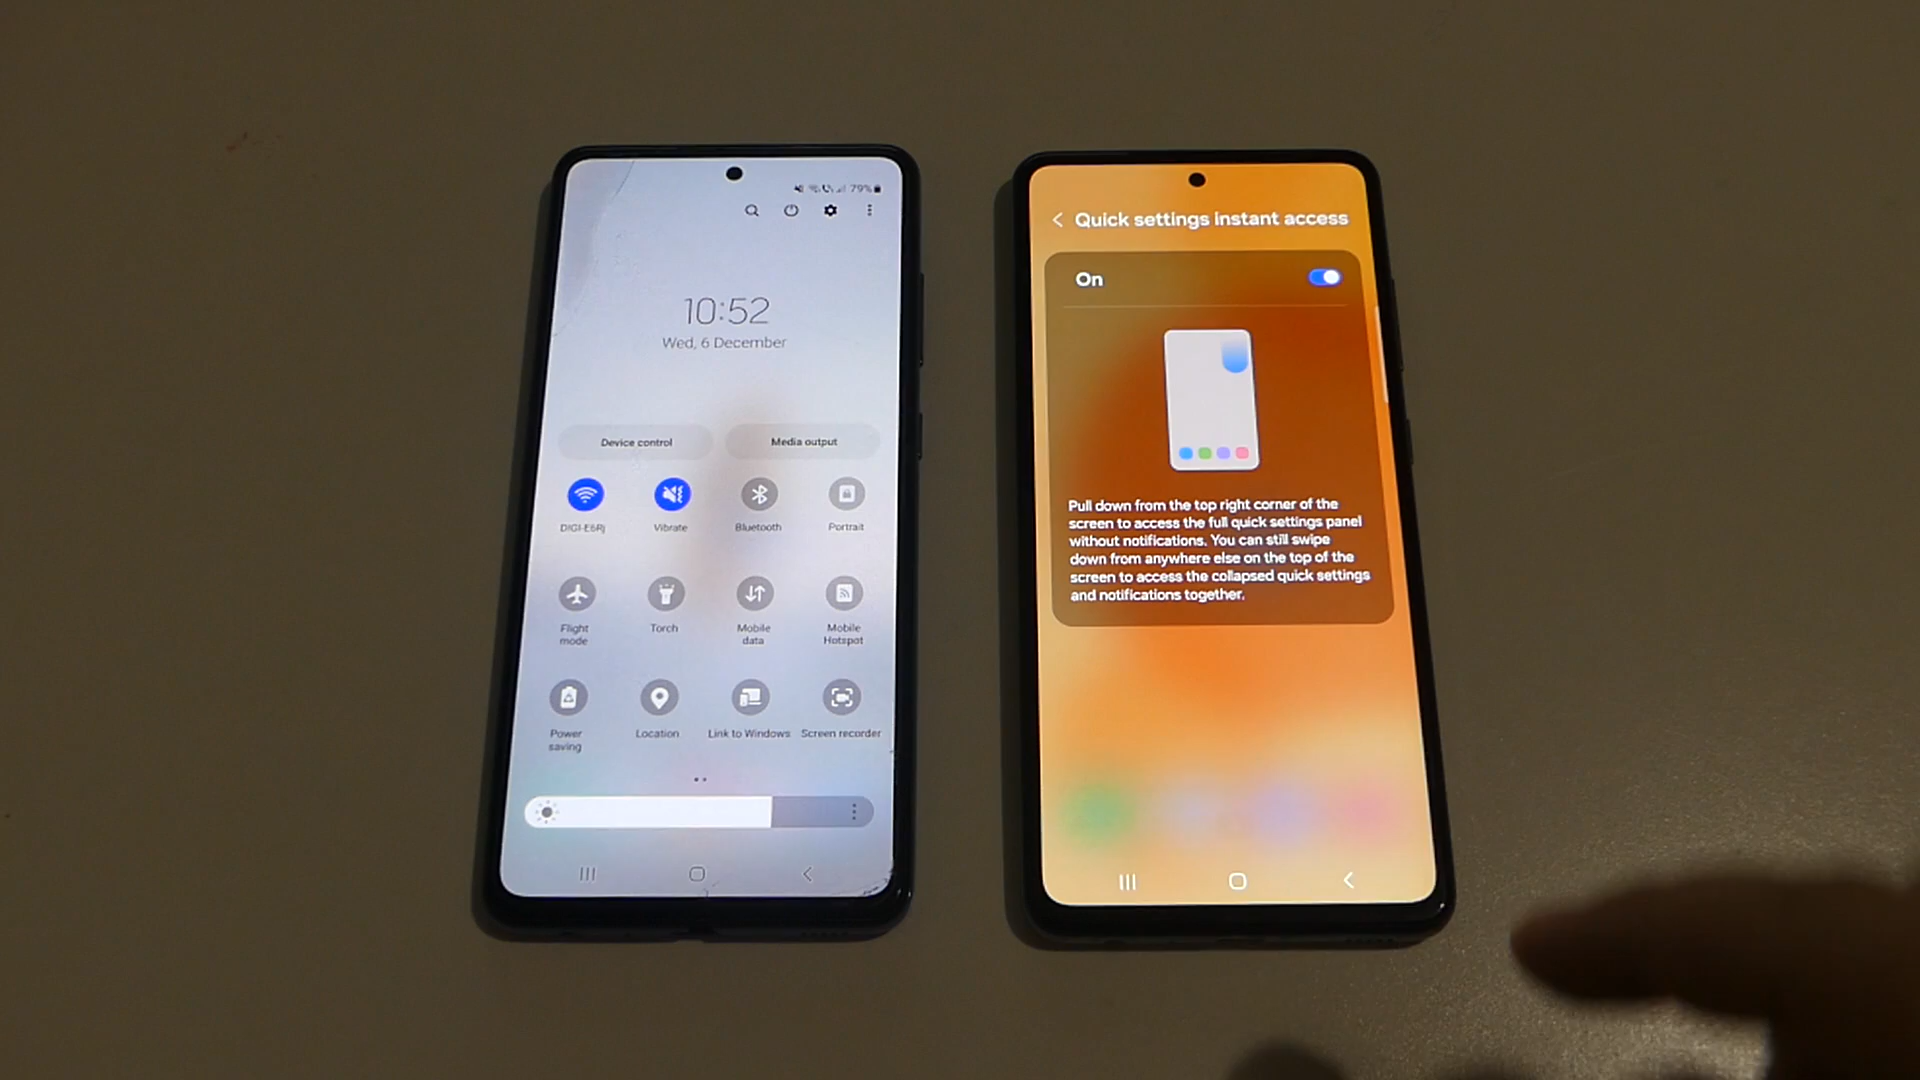 79%
10:52
Wed, 6 December
Device control
Media output
DIGI-E6Rj
Vibrate
Bluetooth
Portrait
Flight
mode
Torch
Mobile
data
Mobile
Hotspot
Power
saving
Location
Link to Windows
Screen recorder
Quick settings instant access
On
Pull down from the top right corner of the
screen to access the full quick settings panel
without notifications. You can still swipe
down from anywhere else on the top of the
screen to access the collapsed quick settings
and notifications together.